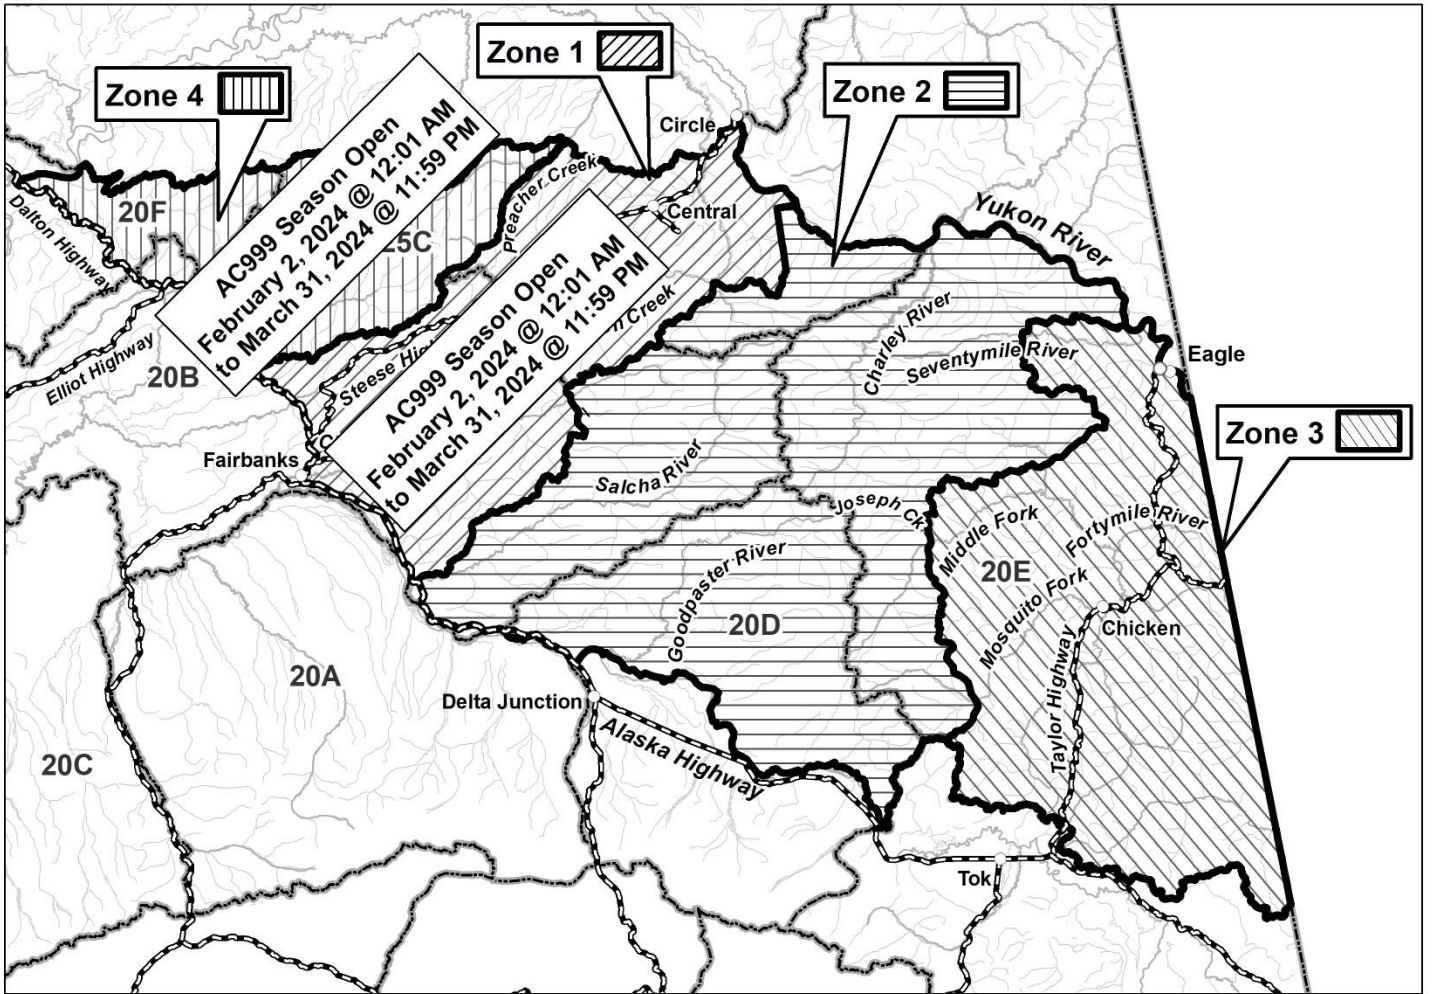 Zone 1
Zone 4
Zone 2
Circle
AC999 Season Open
February 2, 2024 @ 12:01 AM
to March 31, 2024 @ 11:59 PM
20F
Preacher Creek
Central
Yukon River
Dalton Highway
25C
AC999 Season Open
February 2, 2024 @ 12:01 AM
to March 31, 2024 @ 11:59 PM
Creek
Charley River
Elliot Highway
20B
Steese
Seventymile River
Eagle
Zone 3
Fairbanks
Salcha River
Joseph Ck
Middle Fork
Fortymile River
20E
Goodpaster River
Mosquito Fork
20D
Chicken
20A
Delta Junction
Alaska Highway
Taylor Highway
20C
Tok